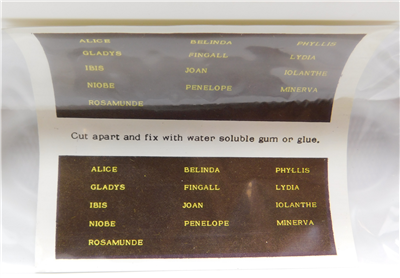 ALICE BELINDA PHYLLIS
GLADYS FINGALL LYDIA
IBIS JOAN IOLANTHE
NIOBE PENELOPE MINERVA
ROSAMUNDE
Cut apart and fix with water soluble gum or glue.
ALICE BELINDA PHYLLIS
GLADYS FINGALL LYDIA
IBIS JOAN IOLANTHE
NIOBE PENELOPE MINERVA
ROSAMUNDE